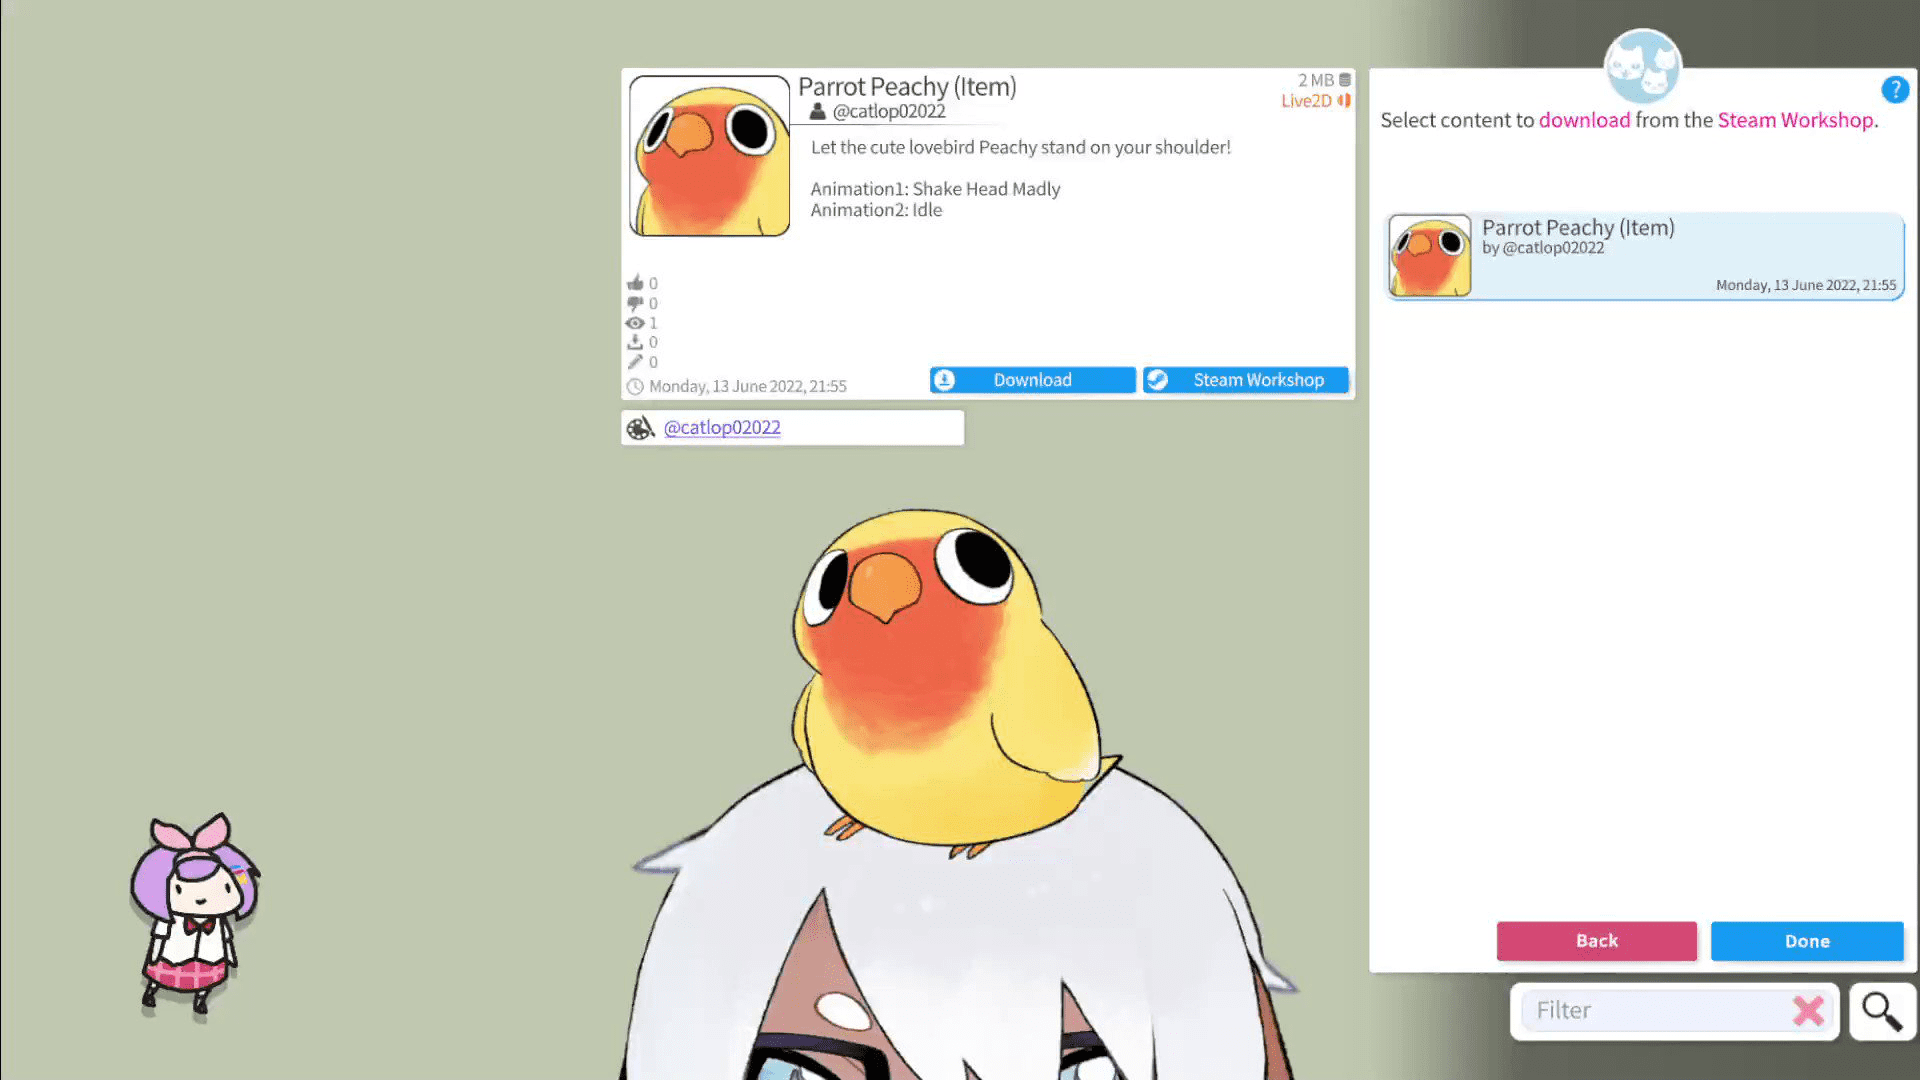 Parrot Peachy (Item)
@catlop02022
2 MB
Live2D
Let the cute lovebird Peachy stand on your shoulder!
Animation1: Shake Head Madly
Animation2: Idle
0
0
1
0
0
Monday, 13 June 2022, 21:55
Download
Steam Workshop
@catlop02022
?
Select content to download from the Steam Workshop.
Parrot Peachy (Item)
by @catlop02022
Monday, 13 June 2022, 21:55
Back
Done
Filter